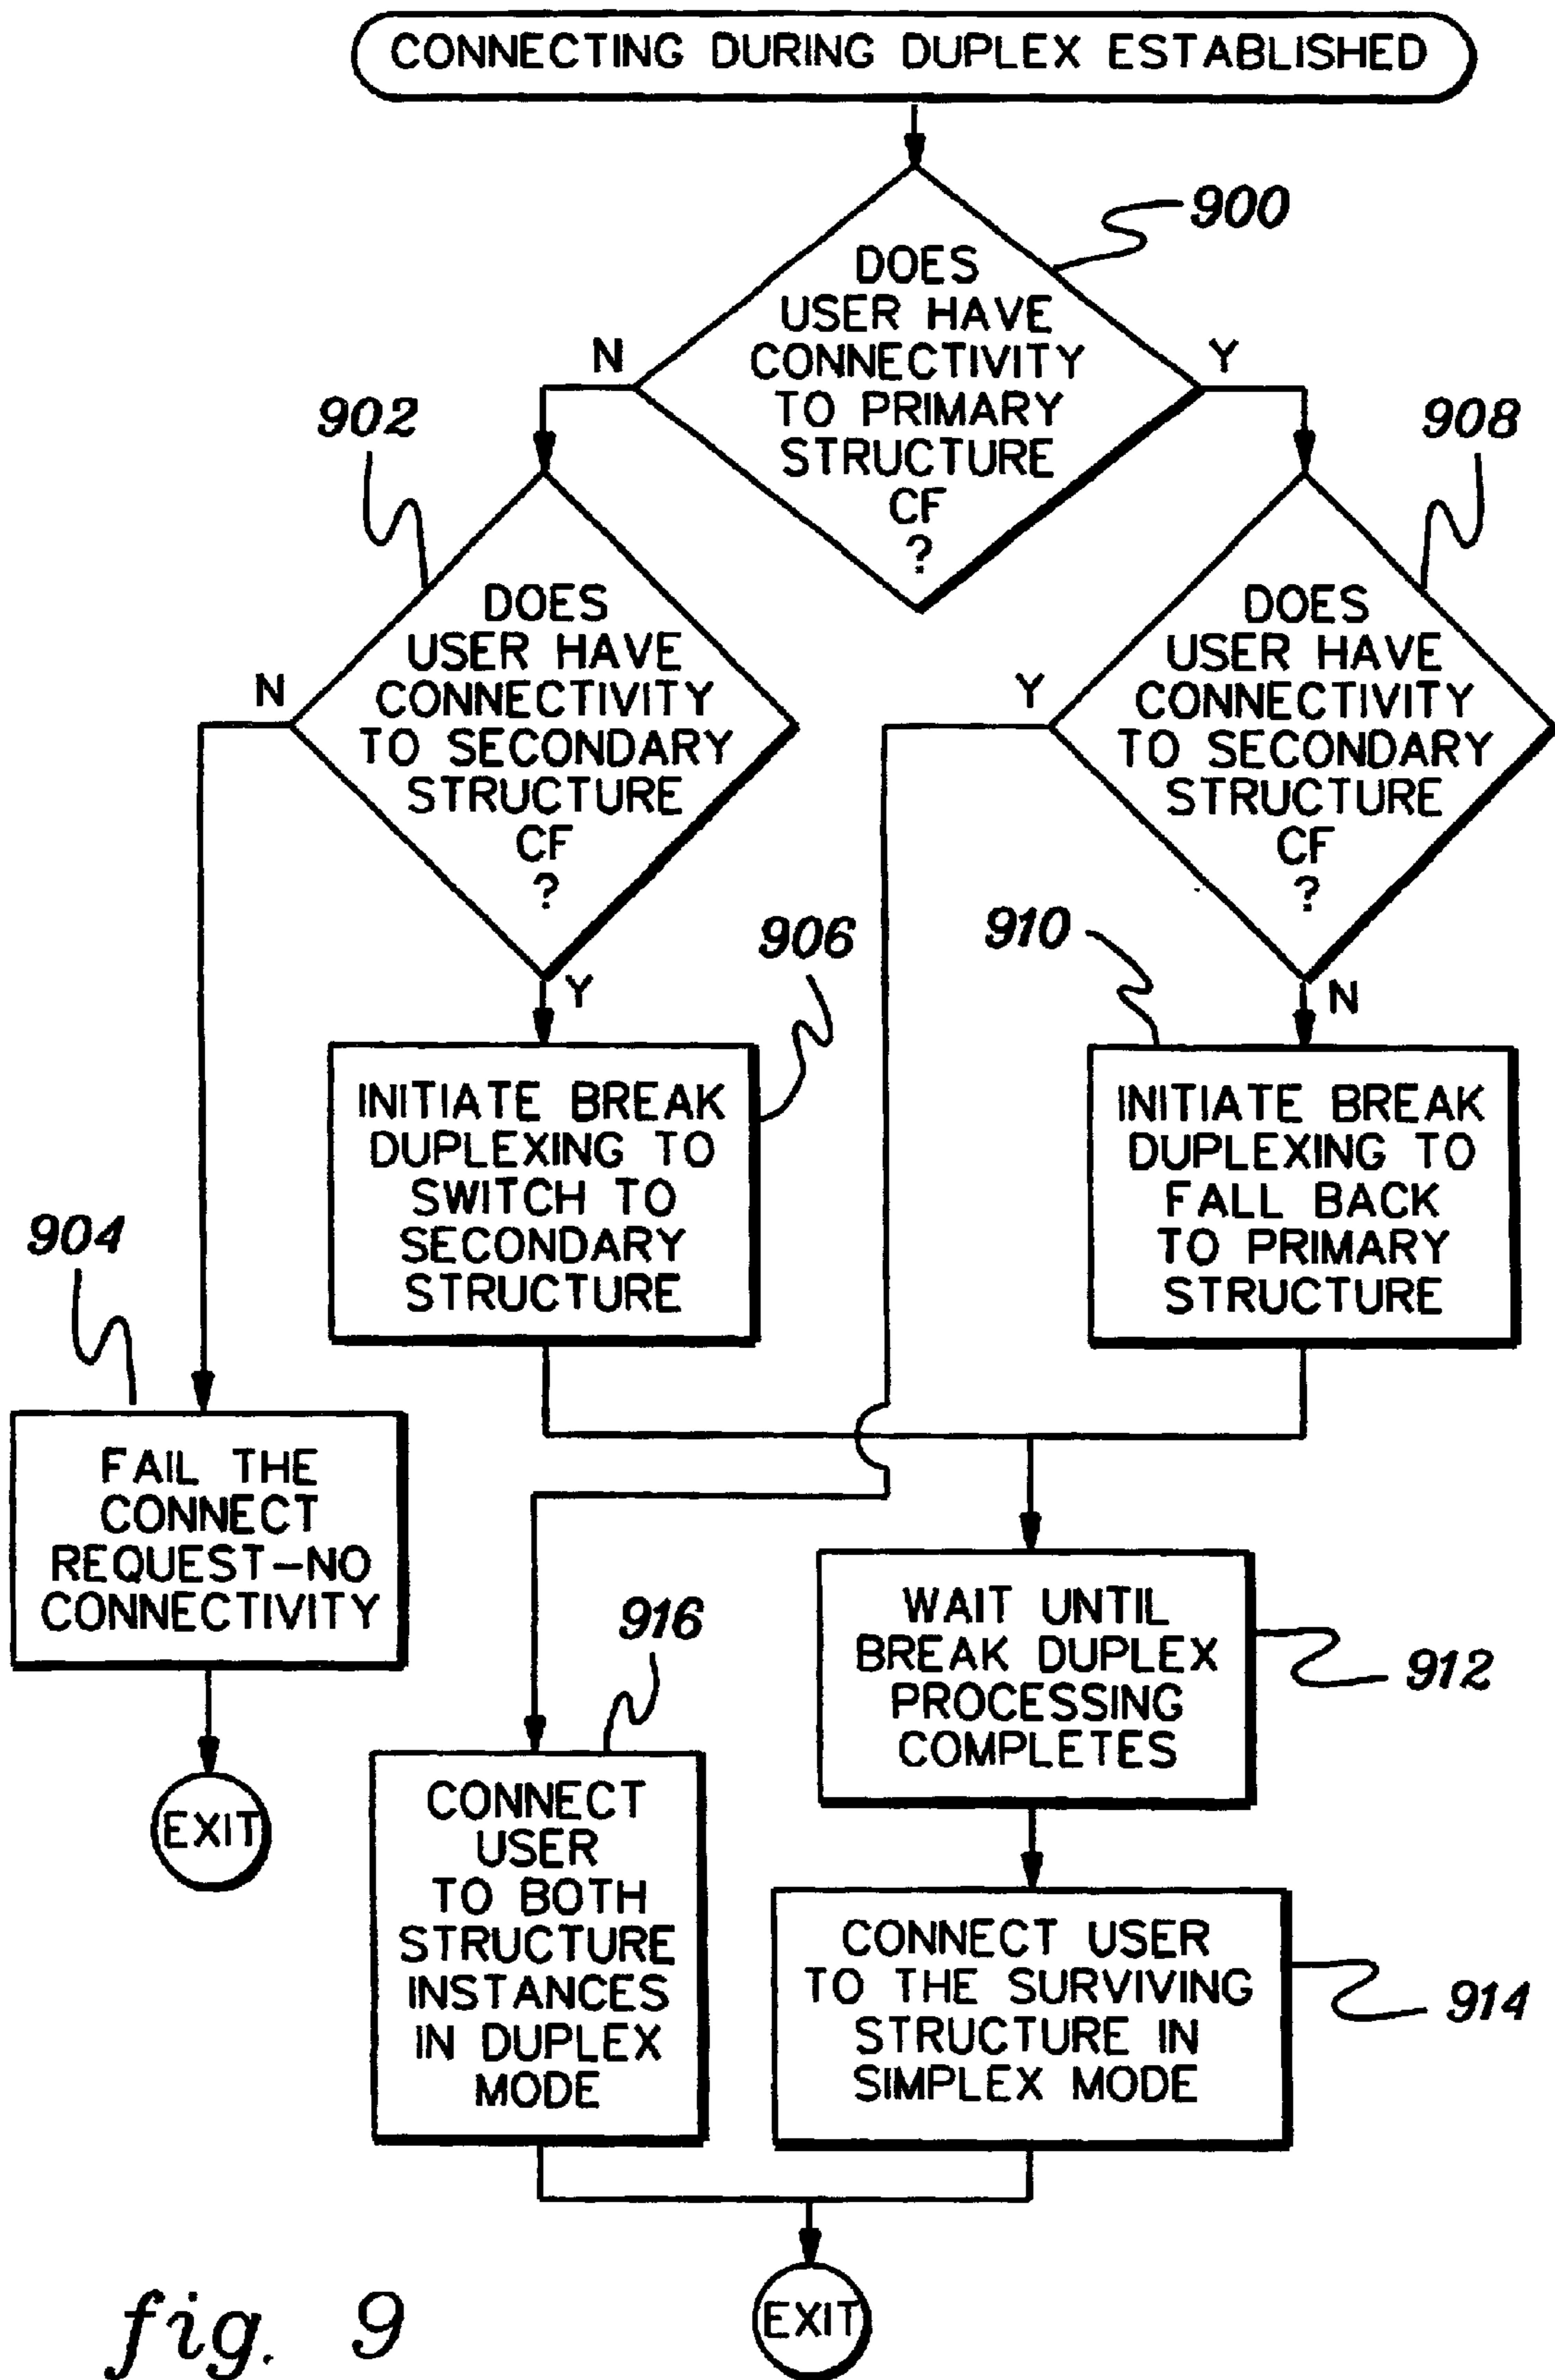 CONNECTING DURING DUPLEX ESTABLISHED
900
DOES
USER HAVE
CONNECTIVITY
TO PRIMARY
STRUCTURE
CF
?
N
Y
902
DOES
USER HAVE
CONNECTIVITY
TO SECONDARY
STRUCTURE
CF
?
N
Y
908
DOES
USER HAVE
CONNECTIVITY
TO SECONDARY
STRUCTURE
CF
?
Y
N
906
INITIATE BREAK
DUPLEXING TO
SWITCH TO
SECONDARY
STRUCTURE
910
INITIATE BREAK
DUPLEXING TO
FALL BACK
TO PRIMARY
STRUCTURE
904
FAIL THE
CONNECT
REQUEST-NO
CONNECTIVITY
EXIT
916
CONNECT
USER
TO BOTH
STRUCTURE
INSTANCES
IN DUPLEX
MODE
912
WAIT UNTIL
BREAK DUPLEX
PROCESSING
COMPLETES
914
CONNECT USER
TO THE SURVIVING
STRUCTURE IN
SIMPLEX MODE
EXIT
fig. 9